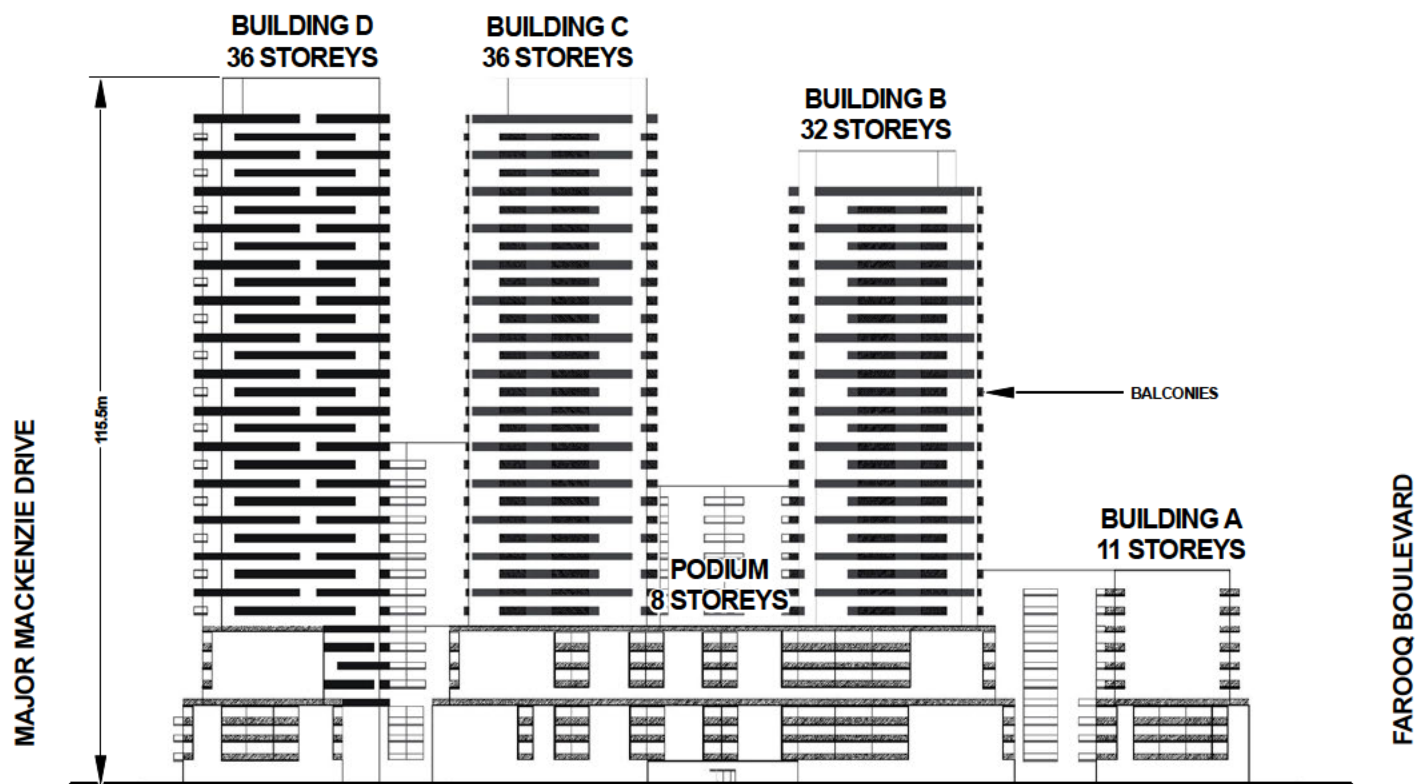 BUILDING D
36 STOREYS
BUILDING C
36 STOREYS
BUILDING B
32 STOREYS
115.5m
BALCONIES
MAJOR MACKENZIE DRIVE
BUILDING A
11 STOREYS
PODIUM
8 STOREYS
FAROOQ BOULEVARD